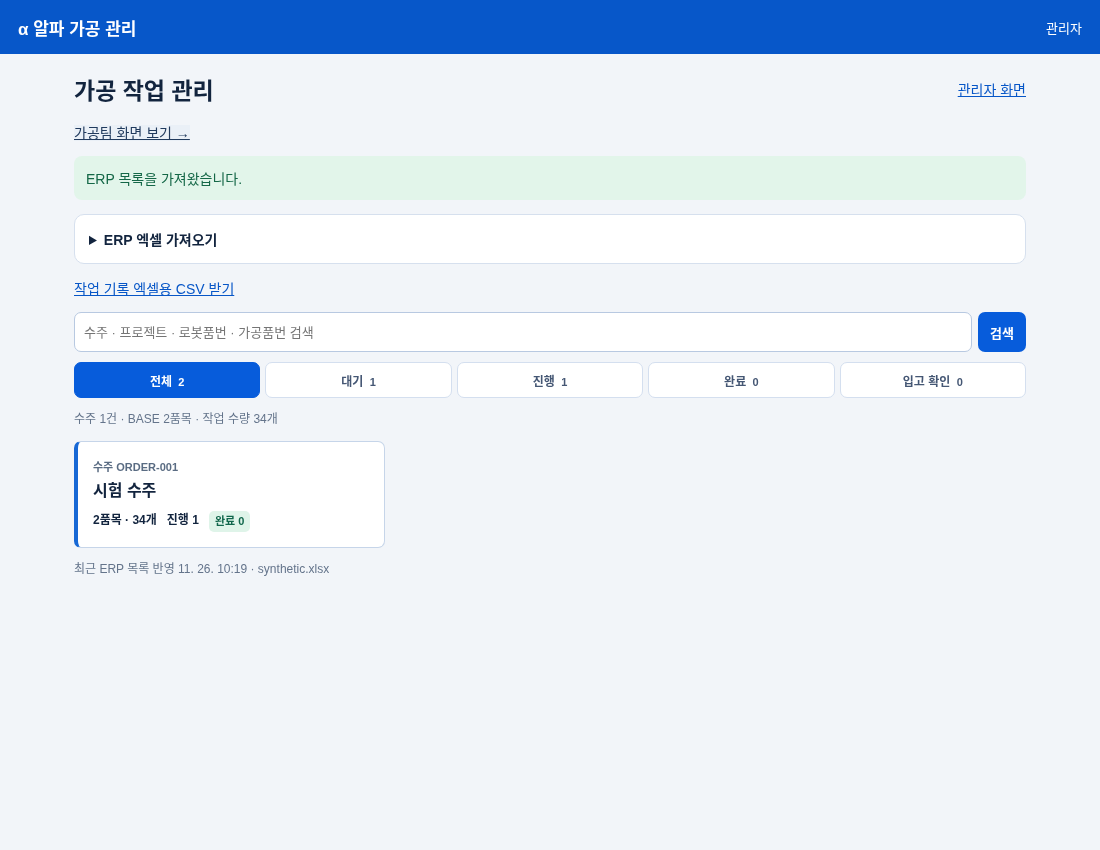 α 알파 가공 관리
관리자
가공 작업 관리
관리자 화면
가공팀 화면 보기 →
ERP 목록을 가져왔습니다.
▶ ERP 엑셀 가져오기
작업 기록 엑셀용 CSV 받기
수주 · 프로젝트 · 로봇품번 · 가공품번 검색
검색
전체 2
대기 1
진행 1
완료 0
입고 확인 0
수주 1건 · BASE 2품목 · 작업 수량 34개
수주 ORDER-001
시험 수주
2품목 · 34개 진행 1 완료 0
최근 ERP 목록 반영 11. 26. 10:19 · synthetic.xlsx